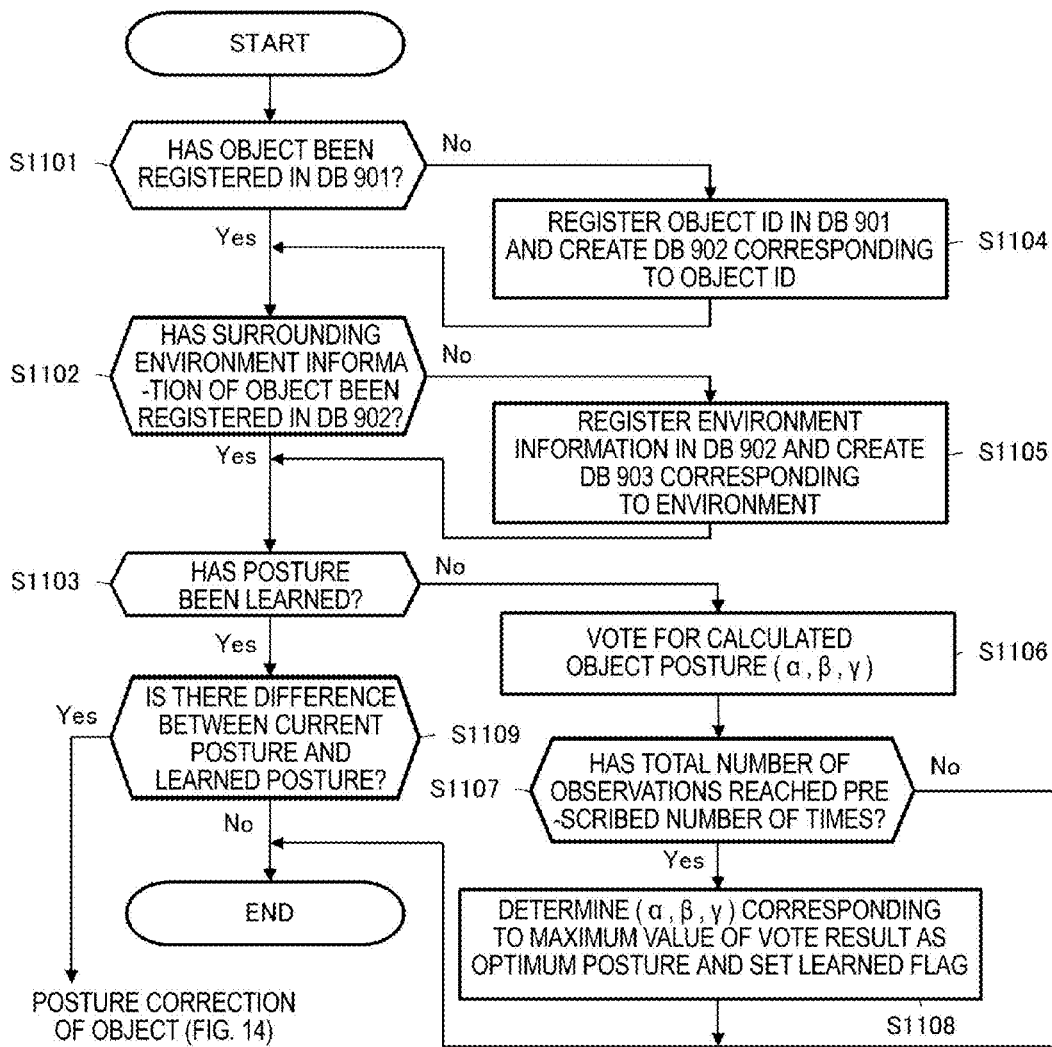 START
S1101
HAS OBJECT BEEN
REGISTERED IN DB 901?
No
Yes
REGISTER OBJECT ID IN DB 901
AND CREATE DB 902 CORRESPONDING
TO OBJECT ID
S1104
S1102
HAS SURROUNDING
ENVIRONMENT INFORMA
-TION OF OBJECT BEEN
REGISTERED IN DB 902?
No
Yes
REGISTER ENVIRONMENT
INFORMATION IN DB 902 AND CREATE
DB 903 CORRESPONDING
TO ENVIRONMENT
S1105
S1103
HAS POSTURE
BEEN LEARNED?
No
Yes
VOTE FOR CALCULATED
OBJECT POSTURE (α, β, γ)
S1106
Yes
IS THERE DIFFERENCE
BETWEEN CURRENT
POSTURE AND
LEARNED POSTURE?
S1109
No
S1107
HAS TOTAL NUMBER OF
OBSERVATIONS REACHED PRE
-SCRIBED NUMBER OF TIMES?
No
Yes
END
DETERMINE (α, β, γ) CORRESPONDING
TO MAXIMUM VALUE OF VOTE RESULT AS
OPTIMUM POSTURE AND SET LEARNED FLAG
S1108
POSTURE CORRECTION
OF OBJECT (FIG. 14)